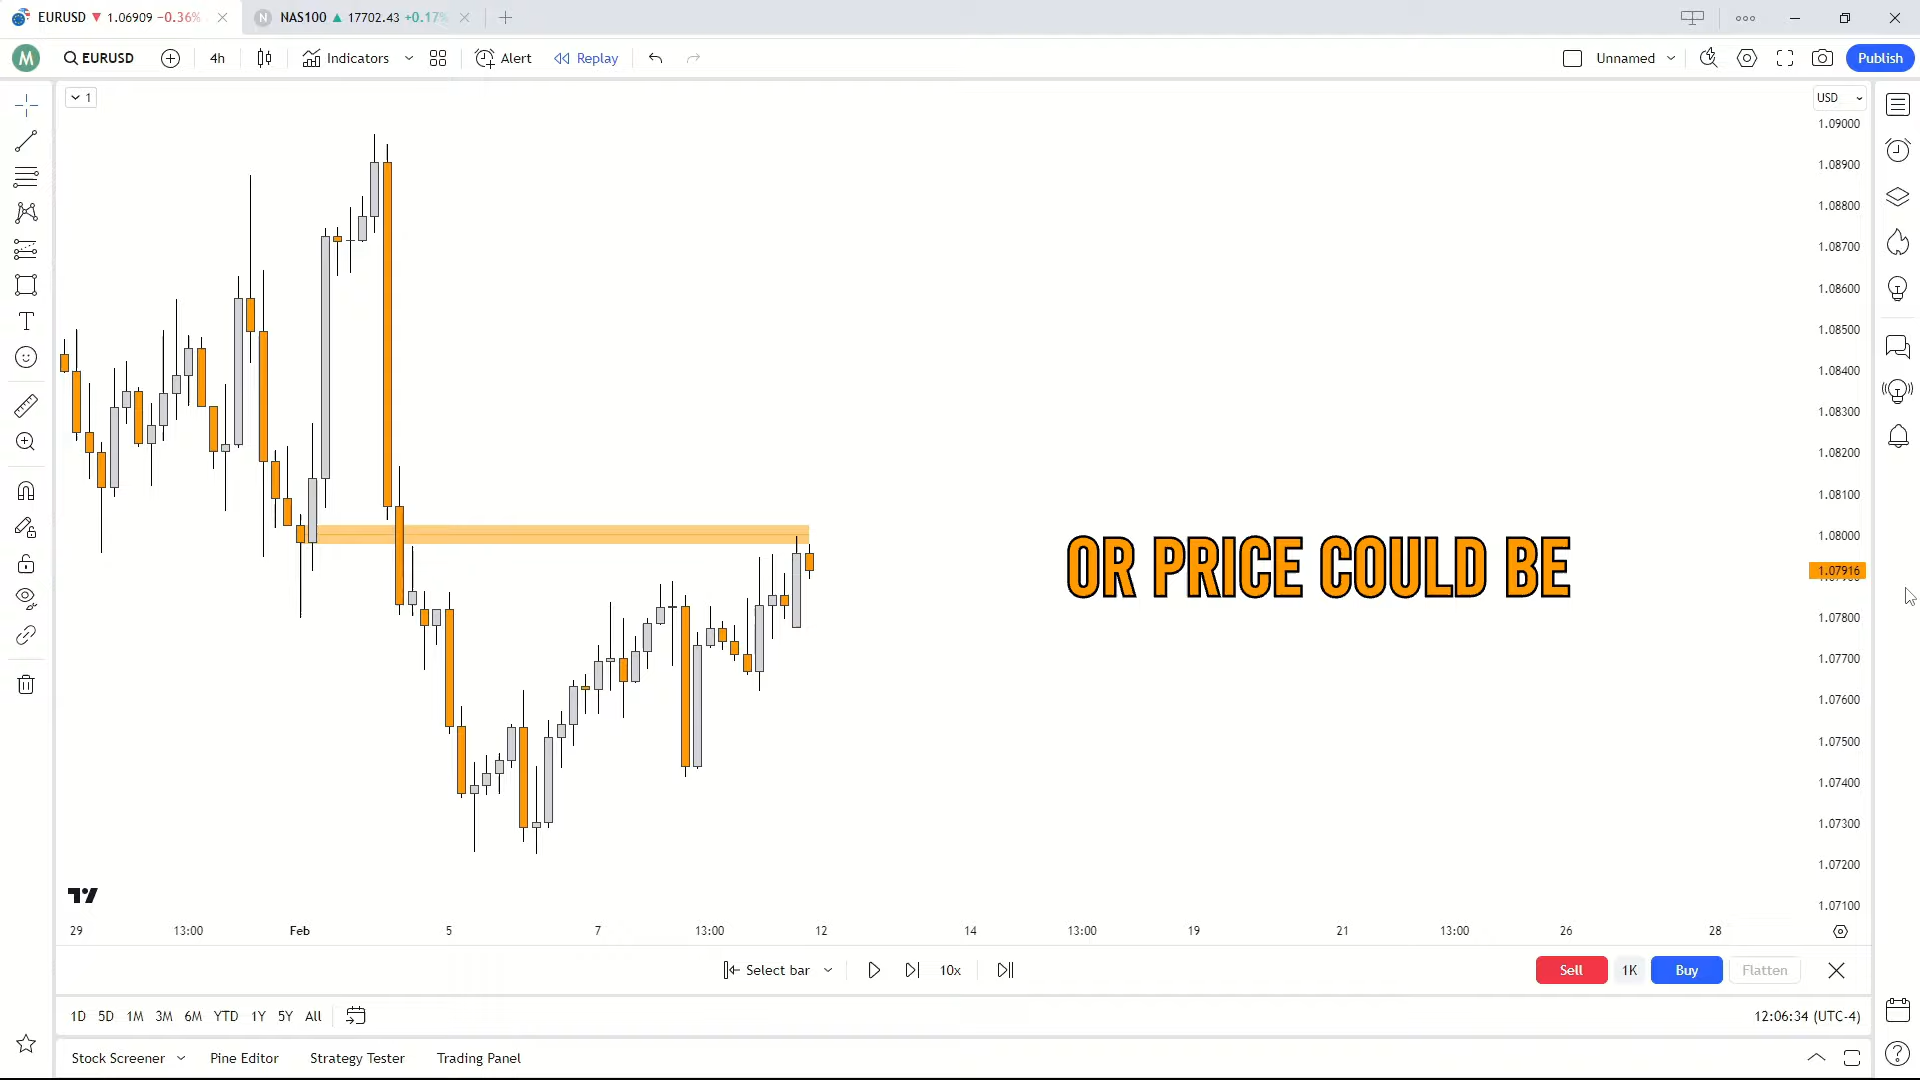 EURUSD 1.06909 −0.36%
N NAS100 17702.43 +0.17%
M EURUSD 4h Indicators Alert Replay Unnamed Publish
1
USD
1.09000
1.08900
1.08800
1.08700
1.08600
1.08500
1.08400
1.08300
1.08200
1.08100
1.08000
1.07916
1.07800
1.07700
1.07600
1.07500
1.07400
1.07300
1.07200
1.07100
OR PRICE COULD BE
29 13:00 Feb 5 7 13:00 12 14 13:00 19 21 13:00 26 28
Select bar 10x Sell 1K Buy Flatten
1D 5D 1M 3M 6M YTD 1Y 5Y All 12:06:34 (UTC-4)
Stock Screener Pine Editor Strategy Tester Trading Panel